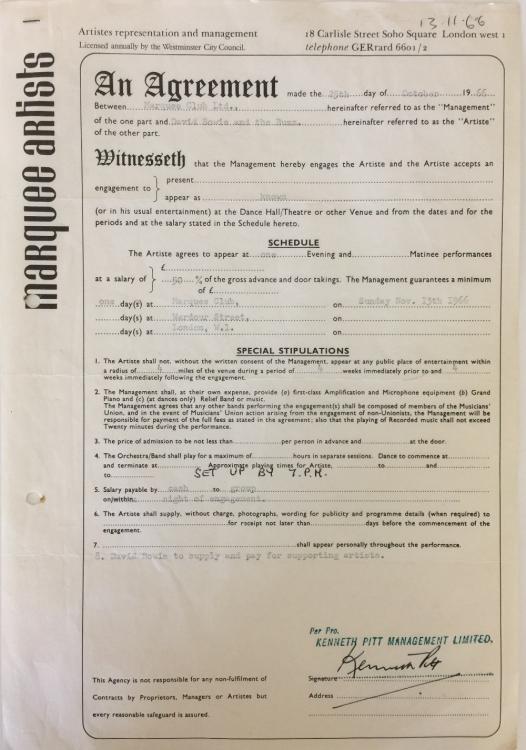 13·11·66
Artistes representation and management
18 Carlisle Street Soho Square London west 1
Licensed annually by the Westminster City Council.
telephone GERrard 6601/2
marquee artists
An Agreement made the 25th day of October 1966
Between Marquee Club Ltd., hereinafter referred to as the "Management"
of the one part and David Bowie and the Buzz. hereinafter referred to as the "Artiste"
of the other part.
Witnesseth that the Management hereby engages the Artiste and the Artiste accepts an
engagement to } present
appear as known
(or in his usual entertainment) at the Dance Hall/Theatre or other Venue and from the dates and for the
periods and at the salary stated in the Schedule hereto.
SCHEDULE
The Artiste agrees to appear at one Evening and Matinee performances
at a salary of } £
50 % of the gross advance and door takings. The Management guarantees a minimum
of £
one day(s) at Marquee Club, on Sunday Nov. 13th 1966
day(s) at Wardour Street, on
day(s) at London, W.1. on
SPECIAL STIPULATIONS
1. The Artiste shall not, without the written consent of the Management, appear at any public place of entertainment within
a radius of 4 miles of the venue during a period of 4 weeks immediately prior to and 4
weeks immediately following the engagement.
2. The Management shall, at their own expense, provide (a) first-class Amplification and Microphone equipment (b) Grand
Piano and (c) (at dances only) Relief Band or music.
The Management agrees that any other bands performing the engagement(s) shall be composed of members of the Musicians'
Union, and in the event of Musicians' Union action arising from the engagement of non-Unionists, the Management will be
responsible for payment of the full fees as stated in the agreement; also that the playing of Recorded music shall not exceed
Twenty minutes during the performance.
3. The price of admission to be not less than per person in advance and at the door.
4. The Orchestra/Band shall play for a maximum of hours in separate sessions. Dance to commence at
and terminate at Approximate playing times for Artiste, to and
to SET UP BY 7.P.M.
5. Salary payable by cash to group
on/within night of engagement.
6. The Artiste shall supply, without charge, photographs, wording for publicity and programme details (when required) to
for receipt not later than days before the commencement of the
engagement.
7. shall appear personally throughout the performance.
8. David Bowie to supply and pay for supporting artists.
Per Pro.
KENNETH PITT MANAGEMENT LIMITED.
Kenneth Pitt
This Agency is not responsible for any non-fulfilment of
Signature
Contracts by Proprietors, Managers or Artistes but
Address
every reasonable safeguard is assured.